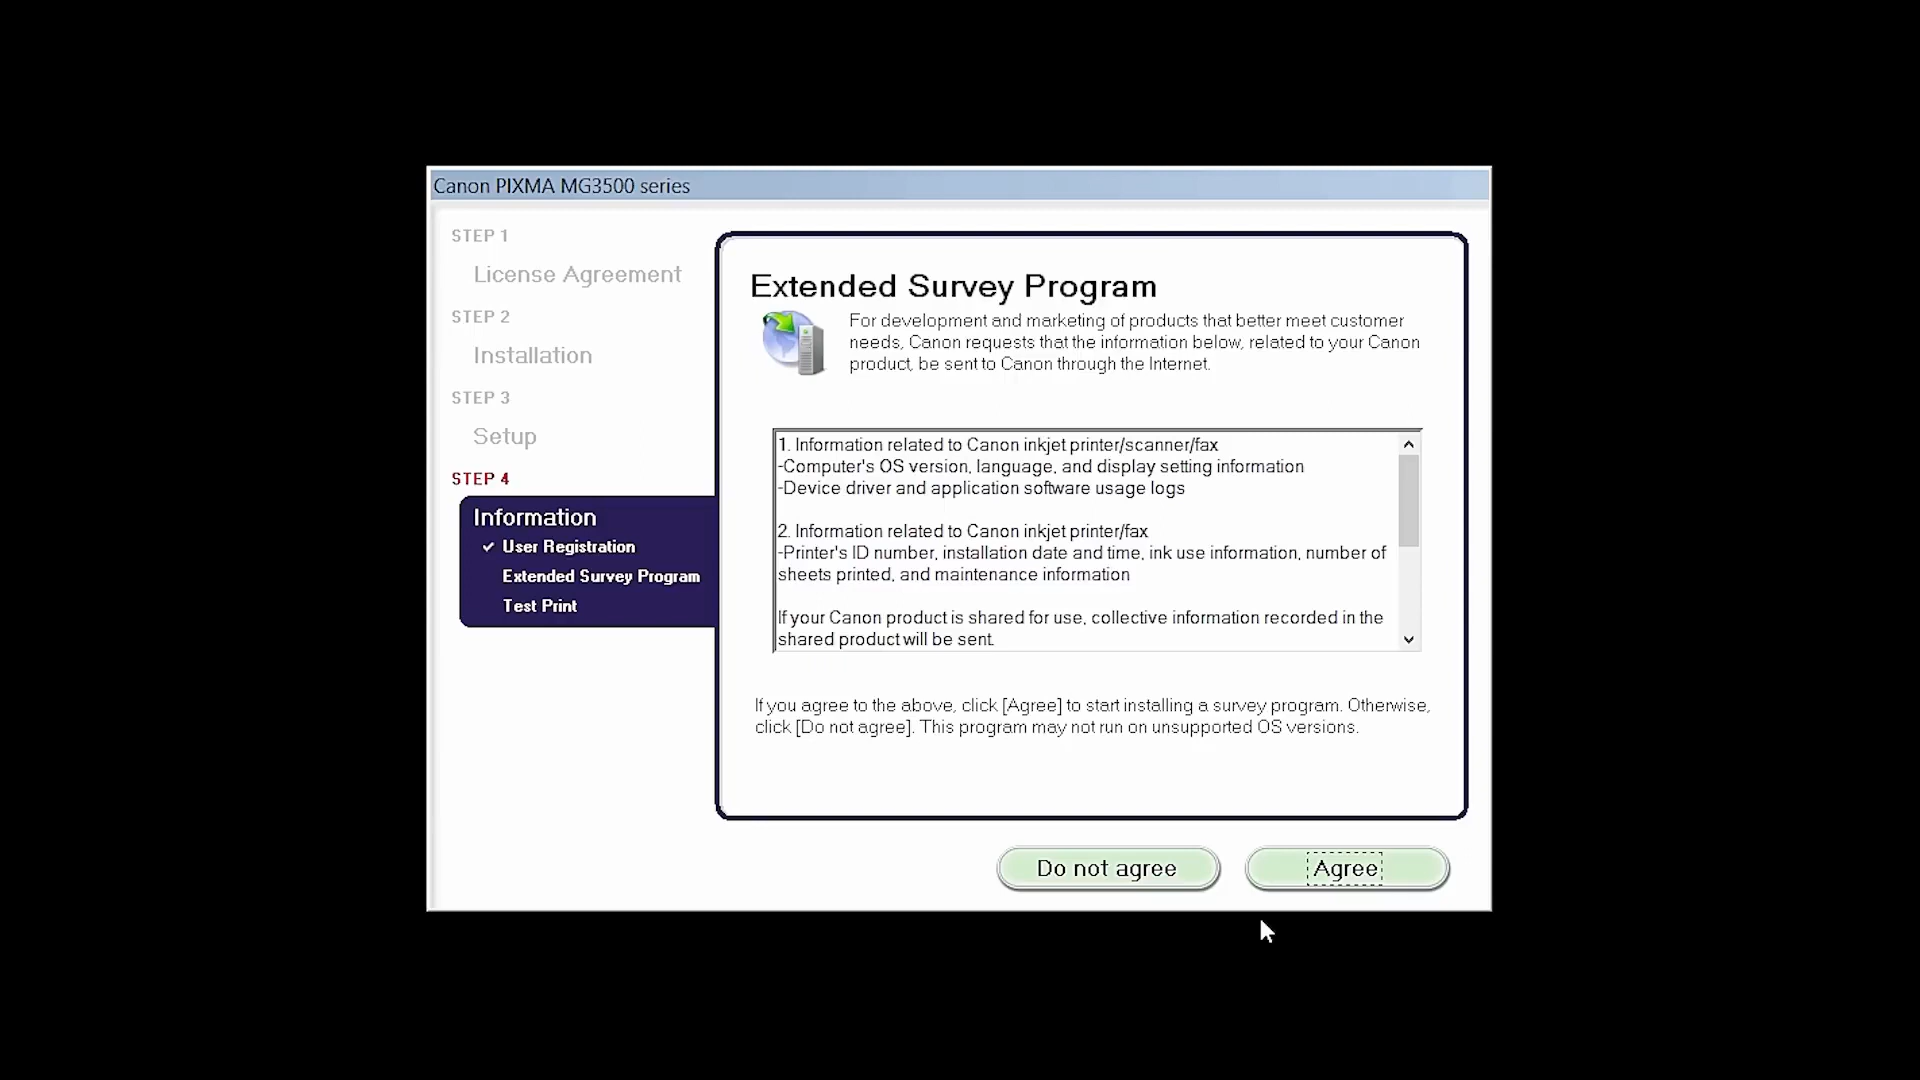 Canon PIXMA MG3500 series
STEP 1
License Agreement
STEP 2
Installation
STEP 3
Setup
STEP 4
Information
User Registration
Extended Survey Program
Test Print
Extended Survey Program
For development and marketing of products that better meet customer
needs, Canon requests that the information below, related to your Canon
product, be sent to Canon through the Internet.
1. Information related to Canon inkjet printer/scanner/fax
-Computer's OS version, language, and display setting information
-Device driver and application software usage logs
2. Information related to Canon inkjet printer/fax
-Printer's ID number, installation date and time, ink use information, number of
sheets printed, and maintenance information
If your Canon product is shared for use, collective information recorded in the
shared product will be sent.
If you agree to the above, click [Agree] to start installing a survey program. Otherwise,
click [Do not agree]. This program may not run on unsupported OS versions.
Do not agree
Agree